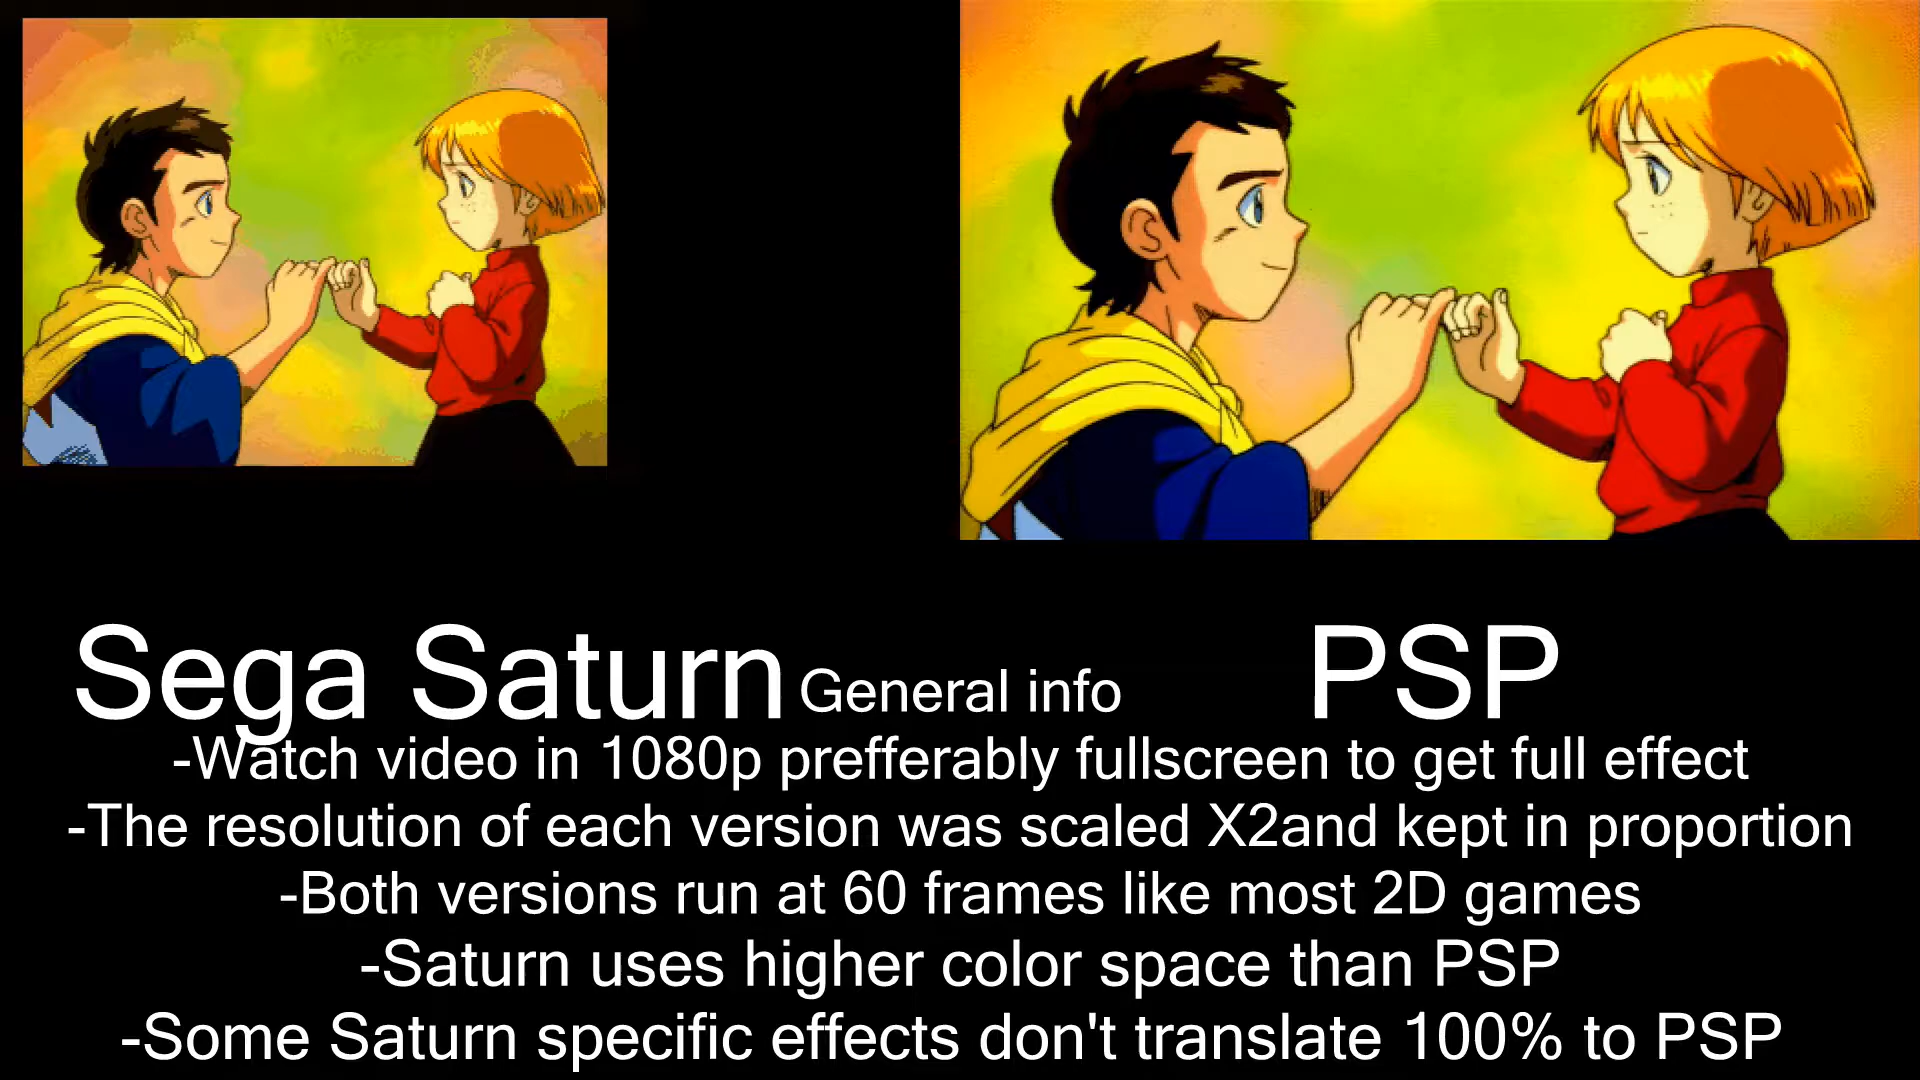 Sega Saturn General info PSP
-Watch video in 1080p prefferably fullscreen to get full effect
-The resolution of each version was scaled X2and kept in proportion
-Both versions run at 60 frames like most 2D games
-Saturn uses higher color space than PSP
-Some Saturn specific effects don't translate 100% to PSP